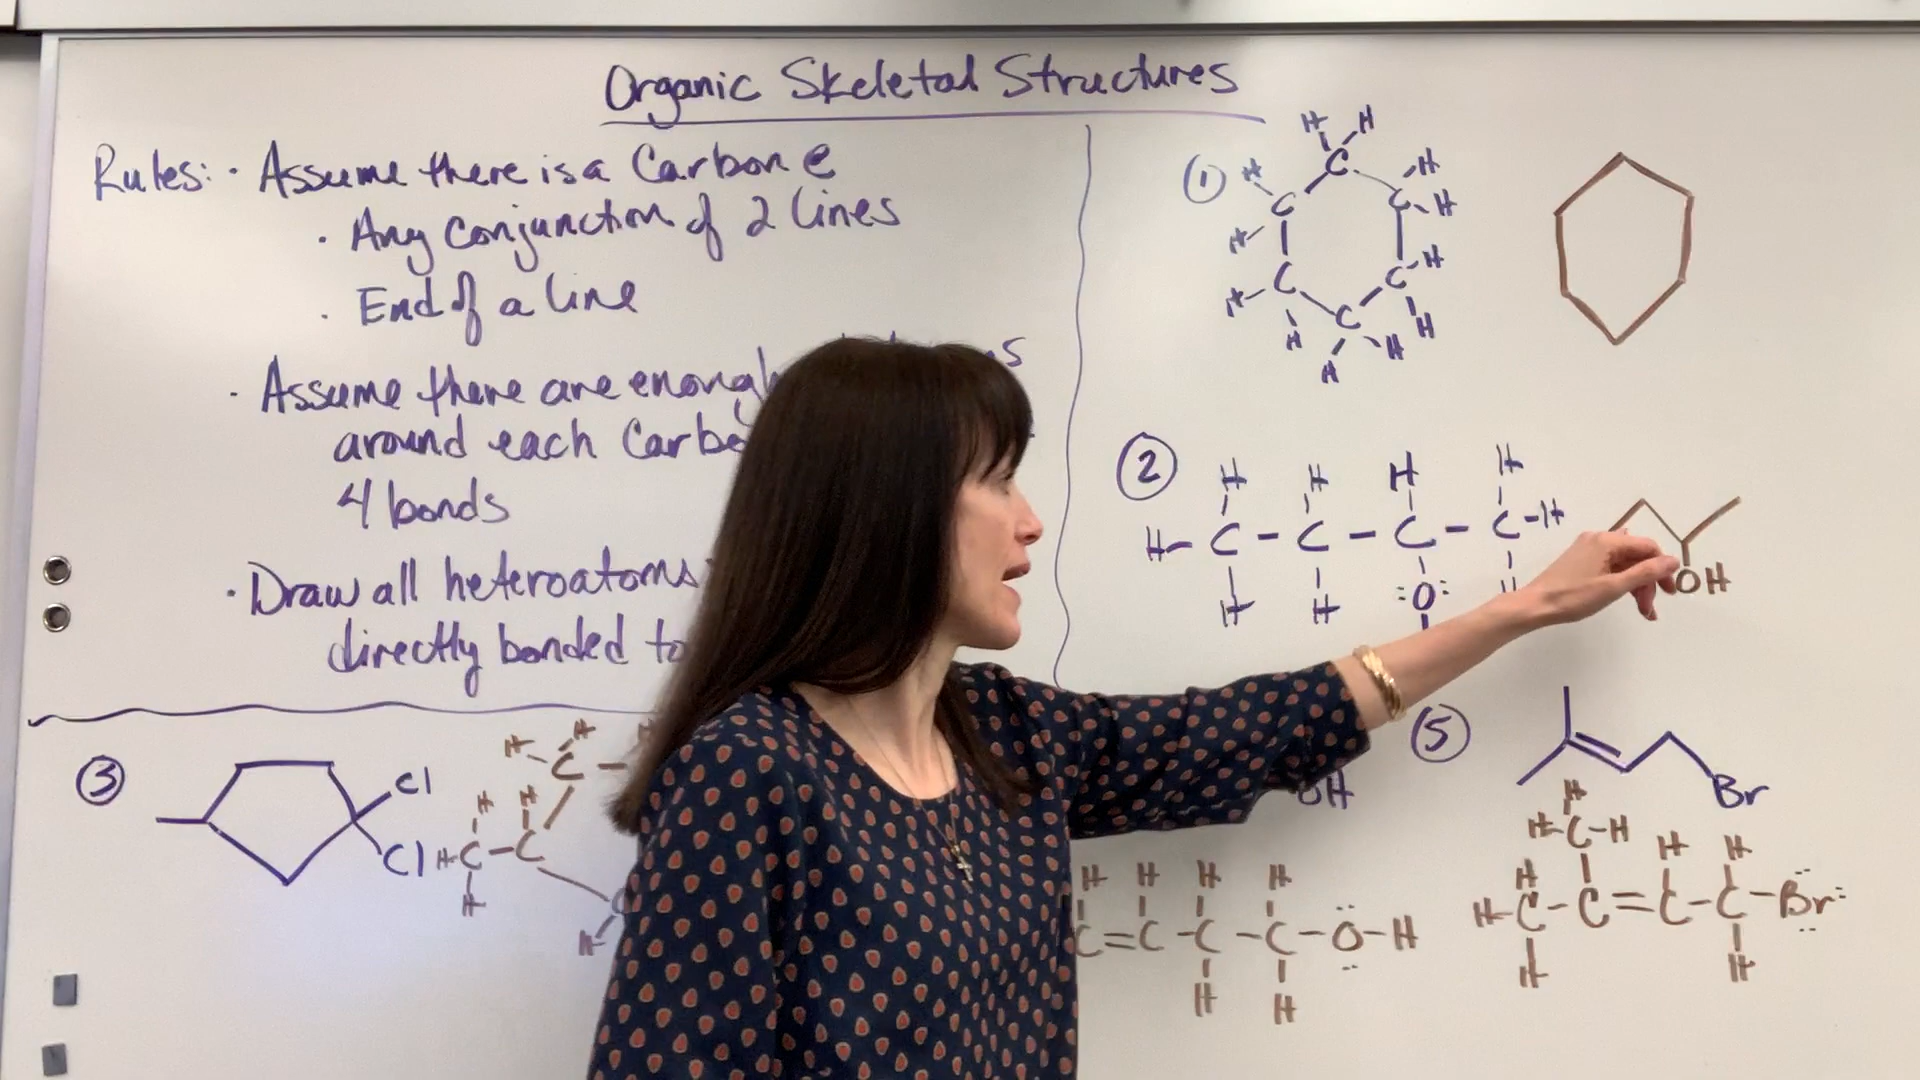 Organic Skeletal Structures
Rules: · Assume there is a Carbon @
· Any conjunction of 2 lines
· End of a line
· Assume there are enough
around each
4 bonds
· Draw all heteroatoms
directly bonded to
①
H H
C
H C C H
H
H C H
H C
C H
H H H
②
H H H H
H-C-C-C-C-H
H H :O: H
OH
③
Cl
Cl
H H
C
H H
H-C-C
H
H
OH
H H H H
C=C-C-C-O-H
H H
⑤
Br
H
H-C-H
H H H
H-C-C=C-C-Br:
H H